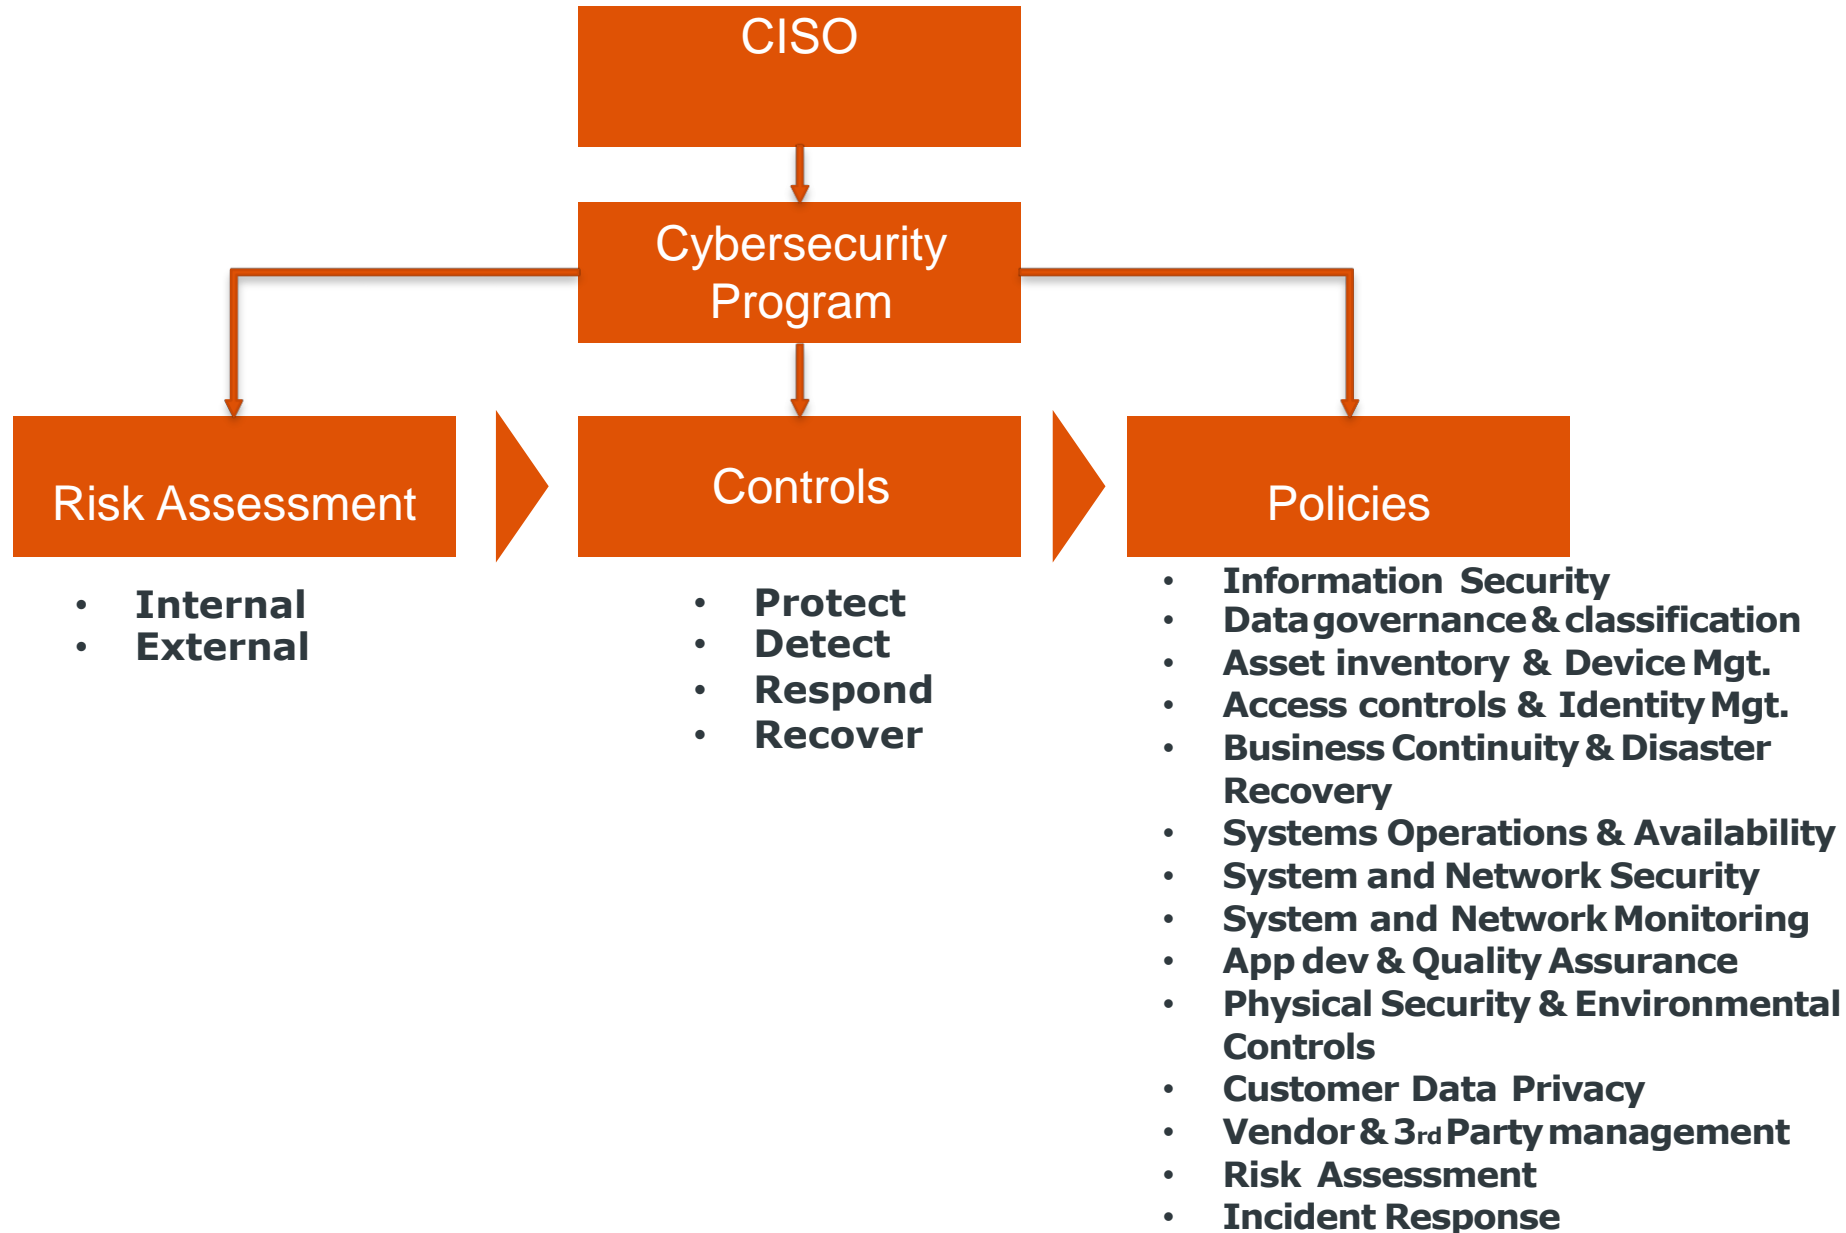 CISO
Cybersecurity
Program
Risk Assessment
Controls
Policies
• Internal
• External
• Protect
• Detect
• Respond
• Recover
• Information Security
• Data governance & classification
• Asset inventory & Device Mgt.
• Access controls & Identity Mgt.
• Business Continuity & Disaster
Recovery
• Systems Operations & Availability
• System and Network Security
• System and Network Monitoring
• App dev & Quality Assurance
• Physical Security & Environmental
Controls
• Customer Data Privacy
• Vendor & 3rd Party management
• Risk Assessment
• Incident Response